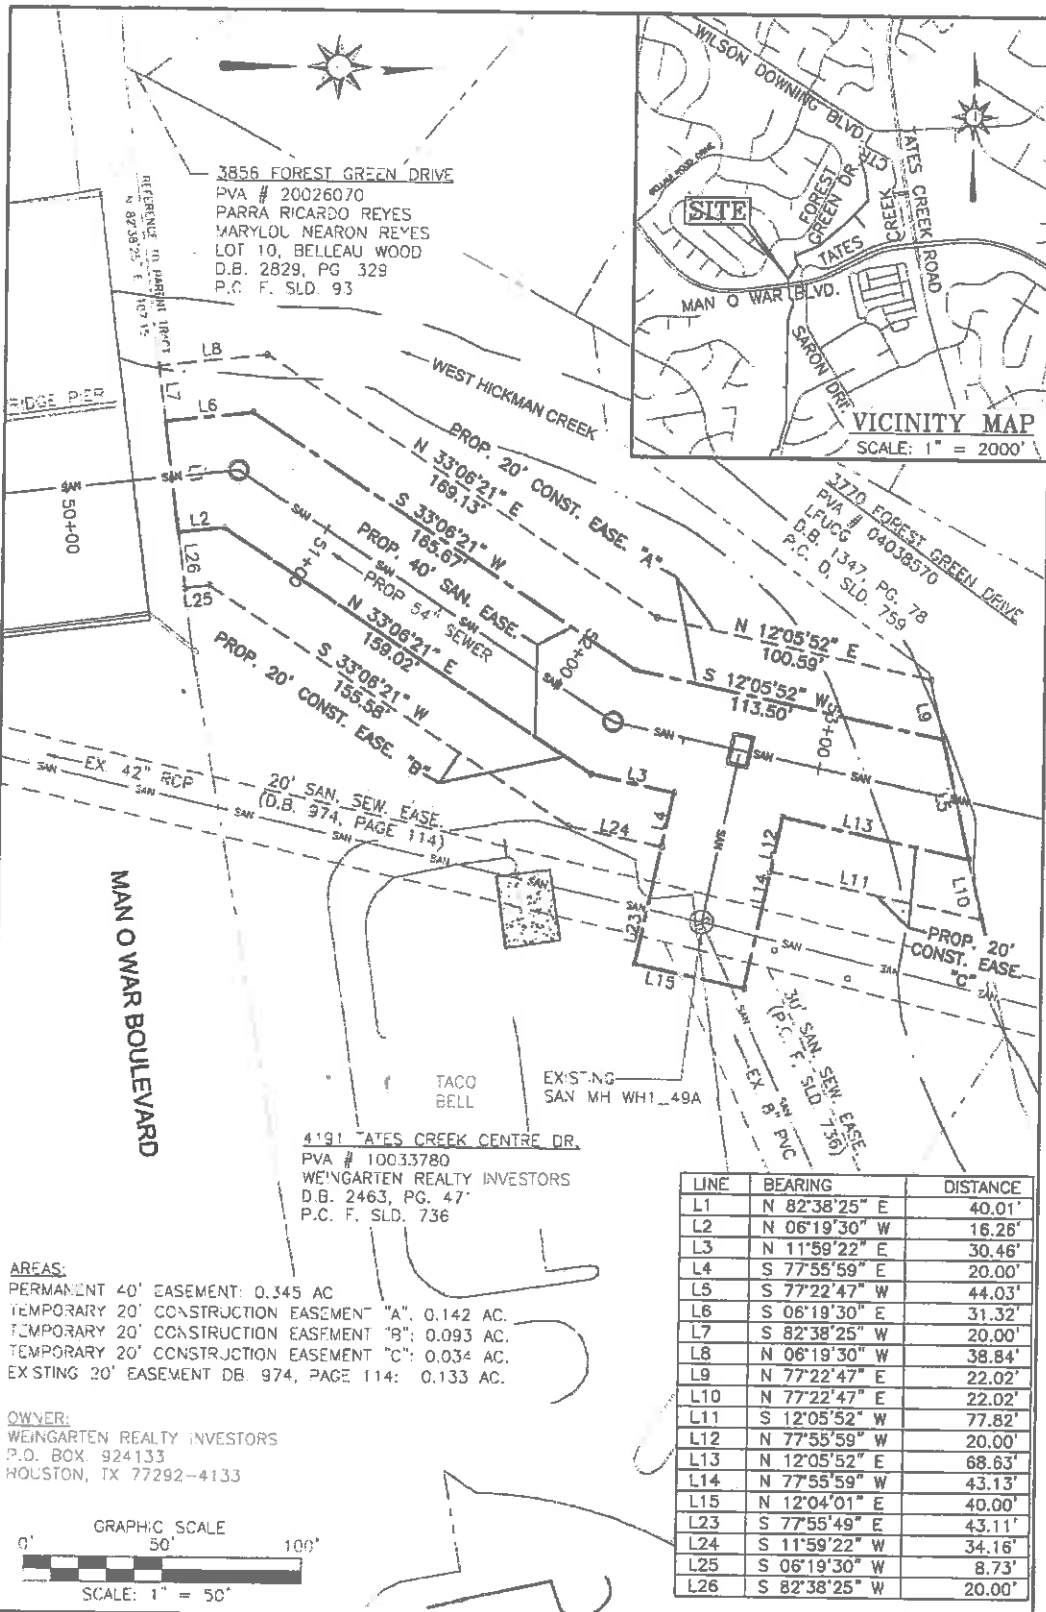 3856 FOREST GREEN DRIVE
PVA # 20026070
PARRA RICARDO REYES
MARYLOU NEARON REYES
LOT 10, BELLEAU WOOD
D.B. 2829, PG 329
P.C. F. SLD. 93
WILSON DOWNING BLVD.
TATES CREEK ROAD
TATES CREEK CTR.
FOREST GREEN DR.
SITE
MAN O WAR BLVD.
SARON DR.
VICINITY MAP
SCALE: 1" = 2000'
N 82°38'25" E
RIDGE PIER
L8
L7
L6
WEST HICKMAN CREEK
PROP. 20' CONST. EASE. "A"
N 33°06'21" E
169.13'
S 33°06'21" W
165.67'
PROP. 40' SAN. EASE.
PROP 54" SEWER
N 33°06'21" E
159.02'
S 33°06'21" W
155.58'
PROP. 20' CONST. EASE. "B"
3770 FOREST GREEN DRIVE
PVA # 04038570
LFUCG
D.B. 1347, PG. 78
P.C. D, SLD. 759
SAN
50+00
L2
L26
L25
51+00
52+00
N 12°05'52" E
100.59'
S 12°05'52" W
113.50'
53+00
L9
L5
L3
L4
L24
L12
L13
L14
L11
L10
L23
L15
PROP. 20'
CONST. EASE.
"C"
EX. 42" RCP
20' SAN. SEW. EASE.
(D.B. 974, PAGE 114)
30' SAN. SEW. EASE.
(P.C. F, SLD 736)
EX 8" PVC
MAN O WAR BOULEVARD
TACO
BELL
EXISTING
SAN MH WH1_49A
4191 TATES CREEK CENTRE DR.
PVA # 10033780
WEINGARTEN REALTY INVESTORS
D.B. 2463, PG. 47
P.C. F, SLD. 736
LINE BEARING DISTANCE
L1 N 82°38'25" E 40.01'
L2 N 06°19'30" W 16.26'
L3 N 11°59'22" E 30.46'
L4 S 77°55'59" E 20.00'
L5 S 77°22'47" W 44.03'
L6 S 06°19'30" E 31.32'
L7 S 82°38'25" W 20.00'
L8 N 06°19'30" W 38.84'
L9 N 77°22'47" E 22.02'
L10 N 77°22'47" E 22.02'
L11 S 12°05'52" W 77.82'
L12 N 77°55'59" W 20.00'
L13 N 12°05'52" E 68.63'
L14 N 77°55'59" W 43.13'
L15 N 12°04'01" E 40.00'
L23 S 77°55'49" E 43.11'
L24 S 11°59'22" W 34.16'
L25 S 06°19'30" W 8.73'
L26 S 82°38'25" W 20.00'
AREAS:
PERMANENT 40' EASEMENT: 0.345 AC
TEMPORARY 20' CONSTRUCTION EASEMENT "A": 0.142 AC.
TEMPORARY 20' CONSTRUCTION EASEMENT "B": 0.093 AC.
TEMPORARY 20' CONSTRUCTION EASEMENT "C": 0.034 AC.
EXISTING 20' EASEMENT DB. 974, PAGE 114: 0.133 AC.
OWNER:
WEINGARTEN REALTY INVESTORS
P.O. BOX 924133
HOUSTON, TX 77292-4133
GRAPHIC SCALE
0' 50' 100'
SCALE: 1" = 50'